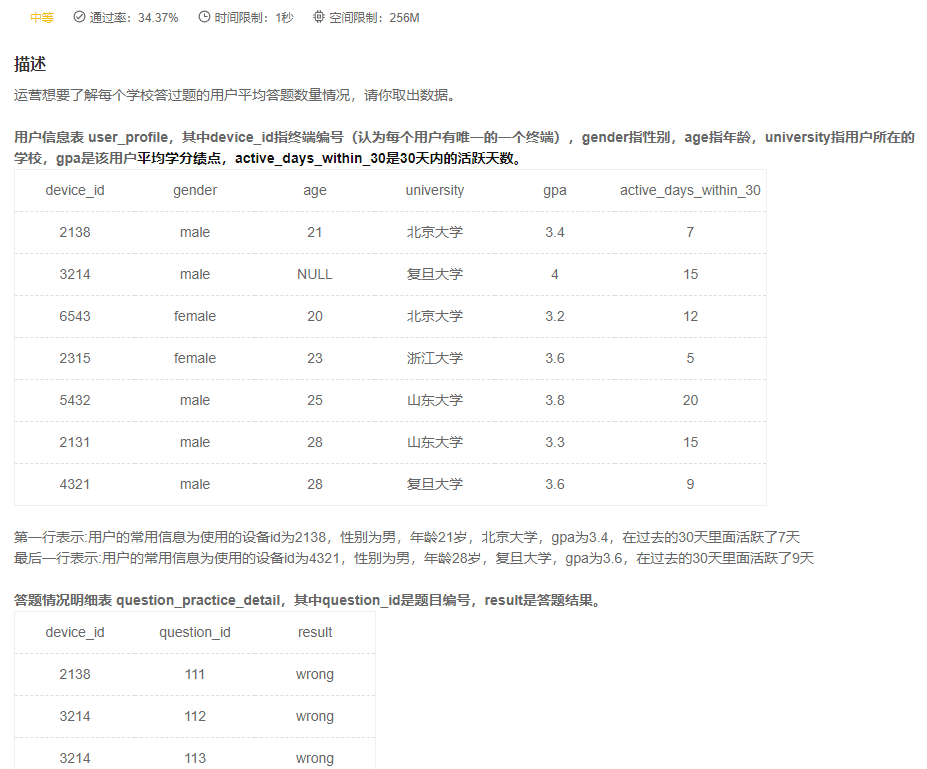 中等 通过率：34.37% 时间限制：1秒 空间限制：256M
描述
运营想要了解每个学校答过题的用户平均答题数量情况，请你取出数据。
用户信息表 user_profile，其中device_id指终端编号（认为每个用户有唯一的一个终端），gender指性别，age指年龄，university指用户所在的
学校，gpa是该用户平均学分绩点，active_days_within_30是30天内的活跃天数。
device_id gender age university gpa active_days_within_30
2138 male 21 北京大学 3.4 7
3214 male NULL 复旦大学 4 15
6543 female 20 北京大学 3.2 12
2315 female 23 浙江大学 3.6 5
5432 male 25 山东大学 3.8 20
2131 male 28 山东大学 3.3 15
4321 male 28 复旦大学 3.6 9
第一行表示:用户的常用信息为使用的设备id为2138，性别为男，年龄21岁，北京大学，gpa为3.4，在过去的30天里面活跃了7天
最后一行表示:用户的常用信息为使用的设备id为4321，性别为男，年龄28岁，复旦大学，gpa为3.6，在过去的30天里面活跃了9天
答题情况明细表 question_practice_detail，其中question_id是题目编号，result是答题结果。
device_id question_id result
2138 111 wrong
3214 112 wrong
3214 113 wrong